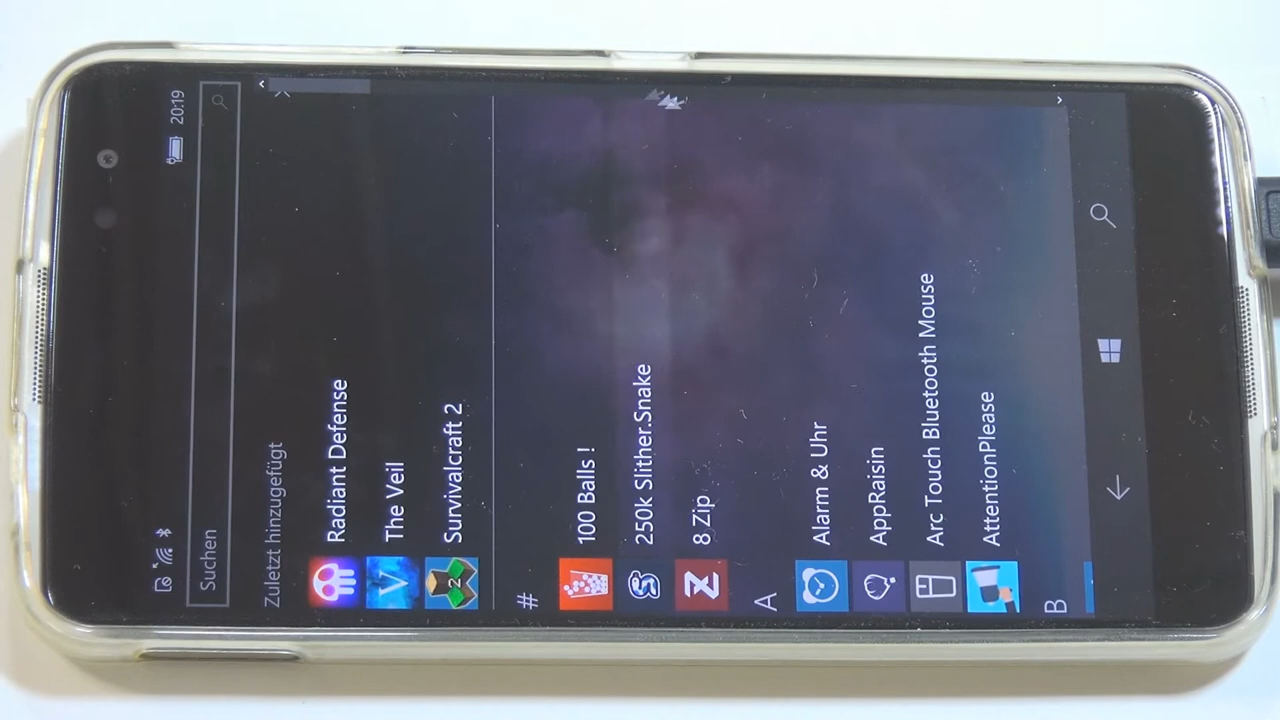 20:19
Suchen
Zuletzt hinzugefügt
Radiant Defense
The Veil
Survivalcraft 2
#
100 Balls !
250k Slither.Snake
8 Zip
A
Alarm & Uhr
AppRaisin
Arc Touch Bluetooth Mouse
AttentionPlease
B